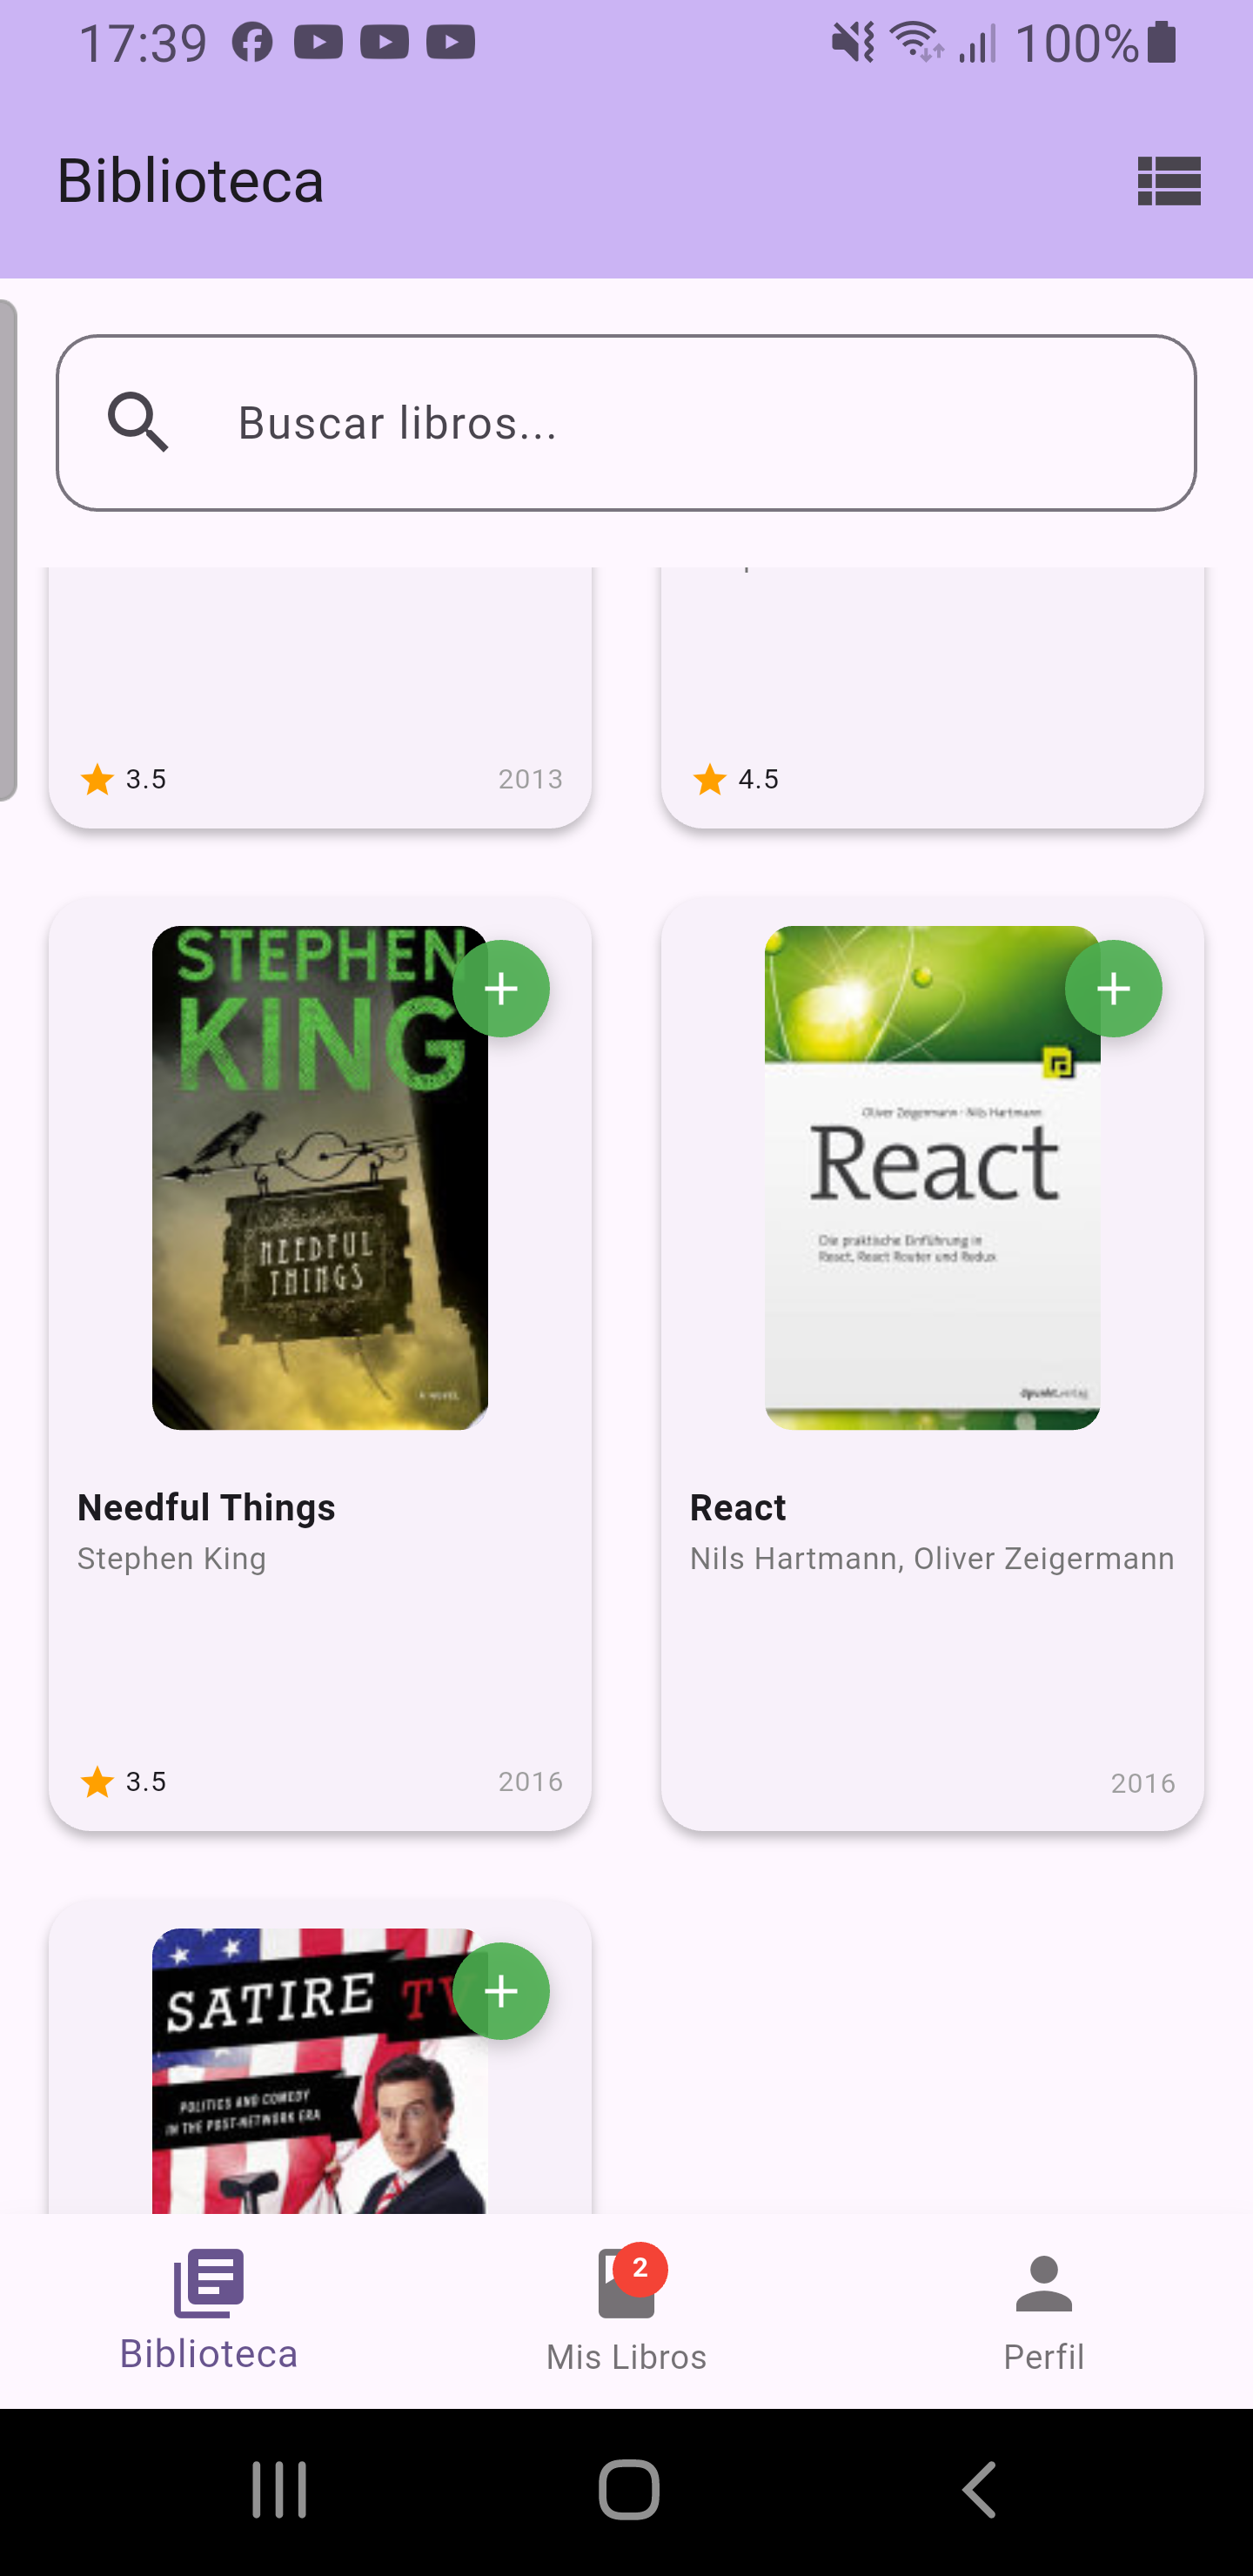 17:39
100%
Biblioteca
Buscar libros...
3.5
2013
4.5
STEPHEN
KING
NEEDFUL
THINGS
A NOVEL
Needful Things
Stephen King
3.5
2016
Oliver Zeigermann · Nils Hartmann
React
Die praktische Einführung in
React, React Router und Redux
dpunkt.verlag
React
Nils Hartmann, Oliver Zeigermann
2016
SATIRE TV
POLITICS AND COMEDY
IN THE POST-NETWORK ERA
Biblioteca
2
Mis Libros
Perfil